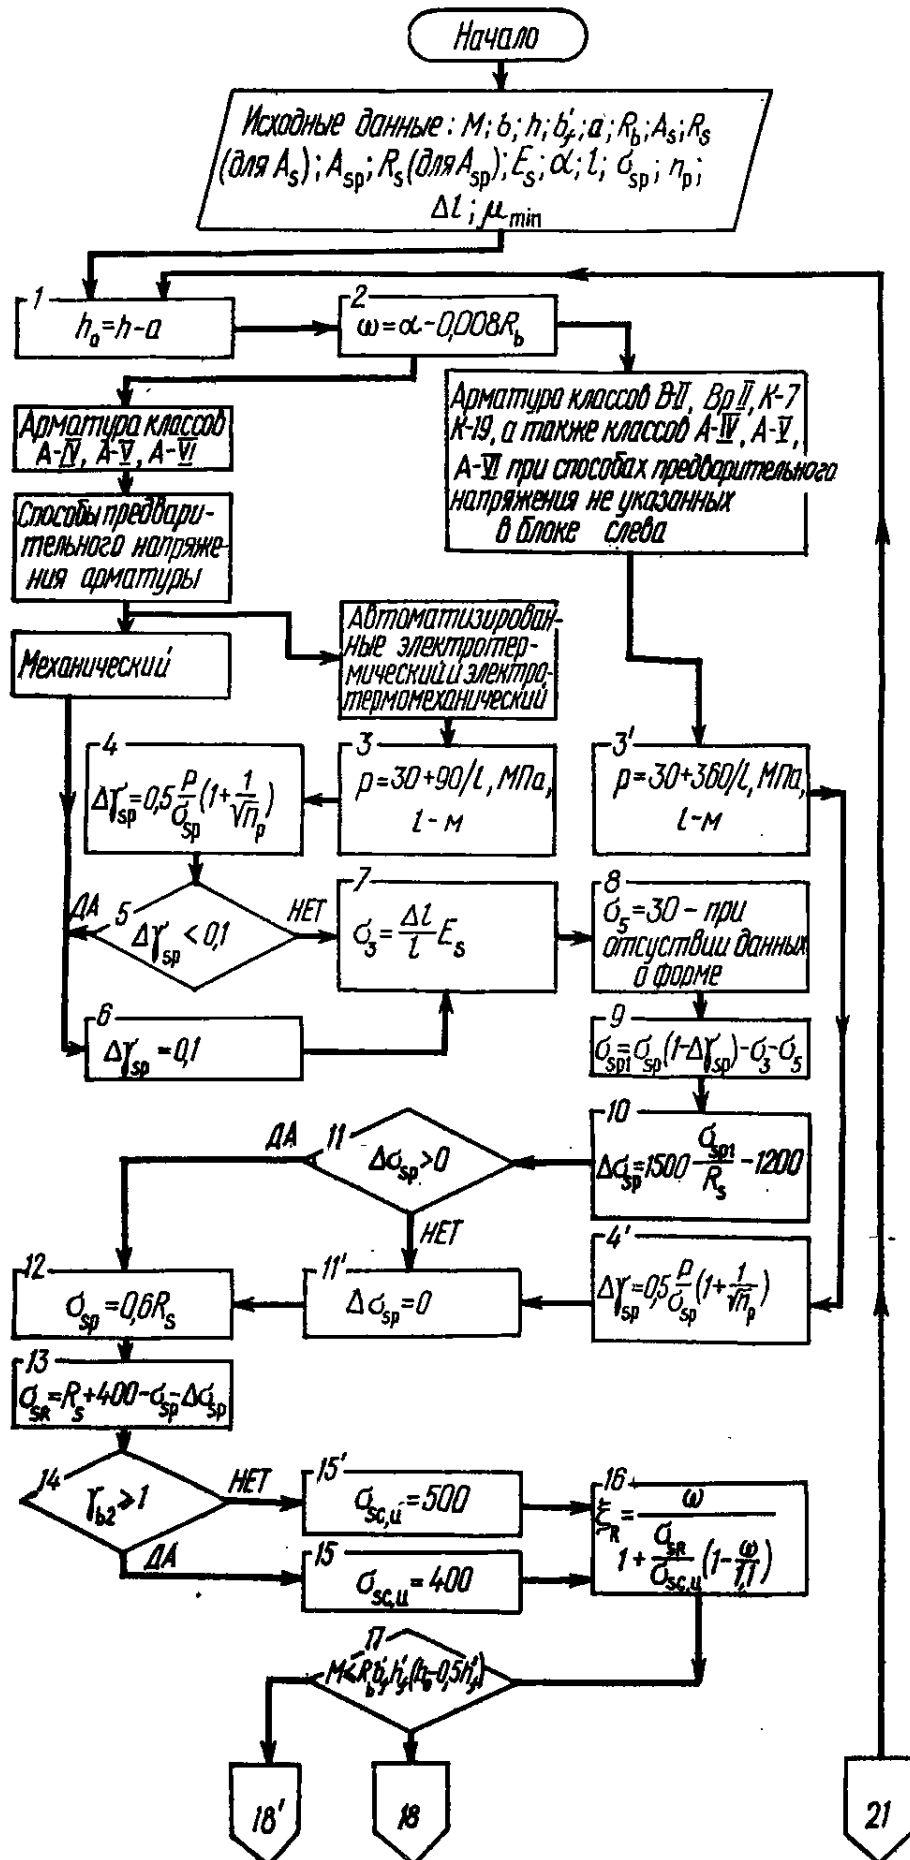 Начало
Исходные данные: M; b; h; b'f; a; Rb; As; Rs
(для As); Asp; Rs (для Asp); Es; α; l; σsp; np;
Δl; μmin
1
h₀=h-a
2
ω=α-0,008Rb
Арматура классов
А-IV, А-V, А-VI
Арматура классов В-II, Вр II, К-7
К-19, а также классов А-IV, А-V,
А-VI при способах предварительного
напряжения не указанных
в блоке слева
Способы предвари-
тельного напряже-
ния арматуры
Механический
Автоматизирован-
ные электротер-
мический и электро-
термомеханический
4
Δγsp=0,5 p/σsp (1+1/√np)
3
p=30+90/l, МПа,
l-м
3'
p=30+360/l, МПа,
l-м
ДА
5
Δγsp<0,1
НЕТ
7
σ3=Δl/l Es
8
σ5=30-при
отсуствии данных
о форме
6
Δγsp=0,1
9
σsp1=σsp(1-Δγsp)-σ3-σ5
ДА
11
Δσsp>0
НЕТ
10
Δσsp=1500 σsp1/Rs -1200
12
σsp=0,6Rs
11'
Δσsp=0
4'
Δγsp=0,5 p/σsp (1+1/√np)
13
σsR=Rs+400-σsp-Δσsp
14
γb2≥1
НЕТ
ДА
15'
σsc,u=500
15
σsc,u=400
16
ξR=ω/(1+σsR/σsc,u (1-ω/1,1))
17
M≤Rb b'f h'f(h₀-0,5h'f)
18'
18
21